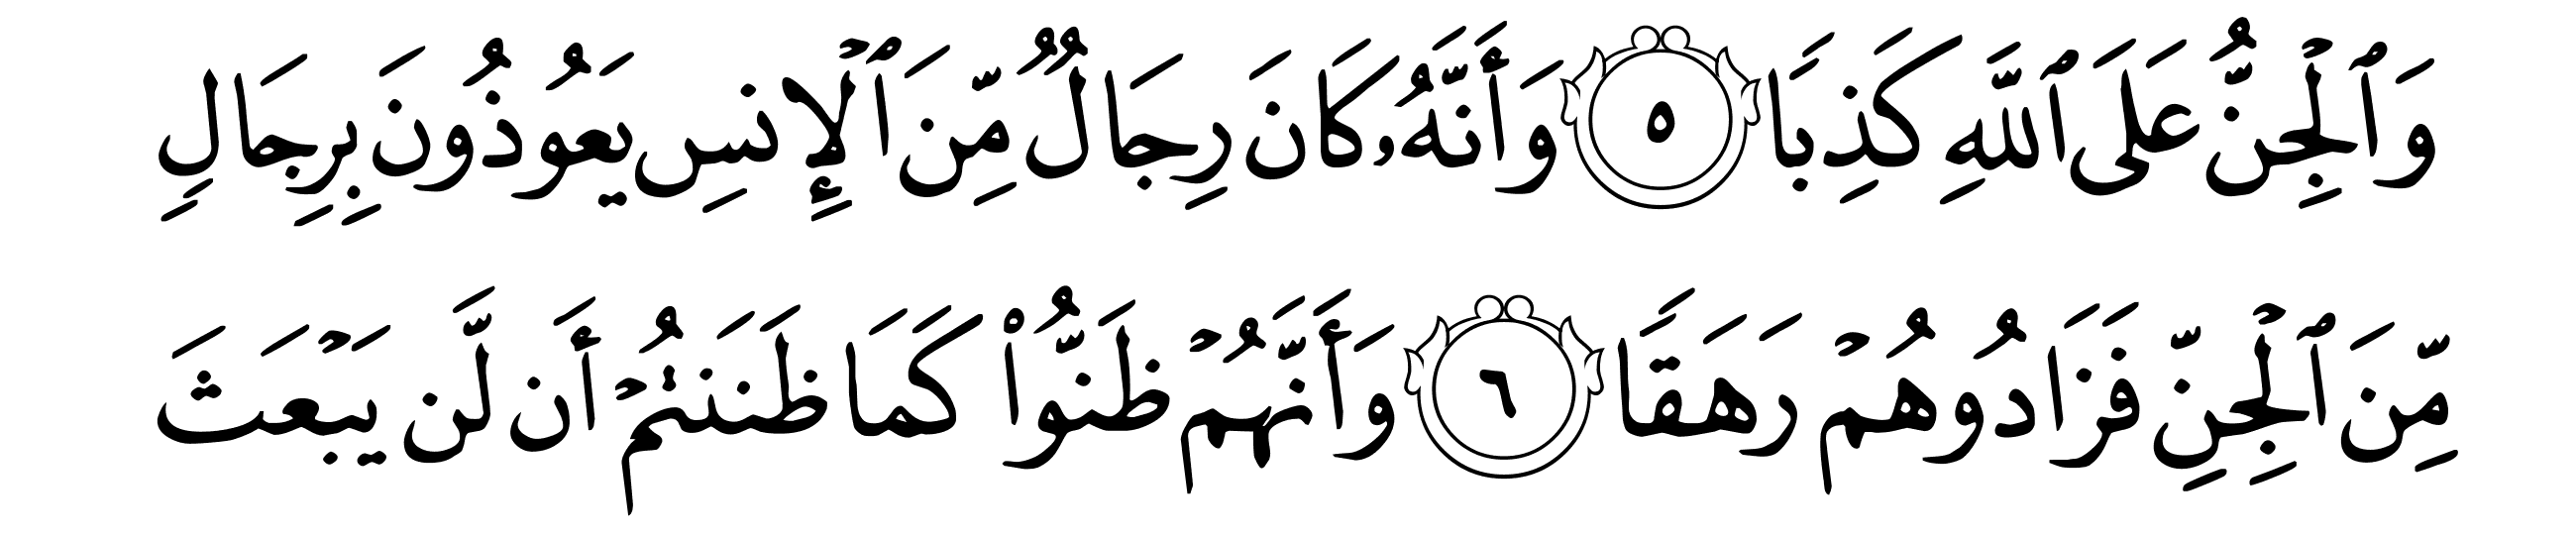 وَٱلْجِنُّ عَلَى ٱللَّهِ كَذِبًا ٥ وَأَنَّهُۥ كَانَ رِجَالٌ مِّنَ ٱلْإِنسِ يَعُوذُونَ بِرِجَالٍ
مِّنَ ٱلْجِنِّ فَزَادُوهُمْ رَهَقًا ٦ وَأَنَّهُمْ ظَنُّوا۟ كَمَا ظَنَنتُمْ أَن لَّن يَبْعَثَ